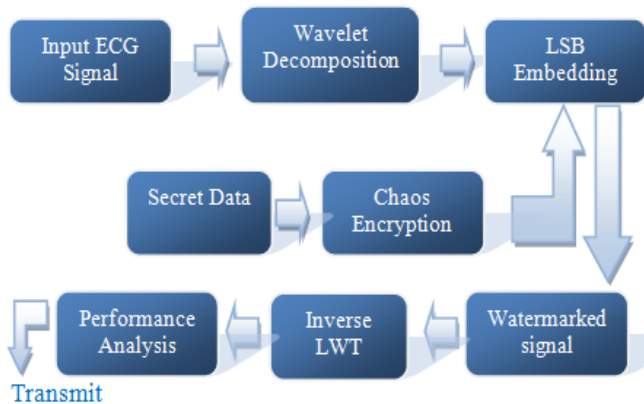 Input ECG
Signal
Wavelet
Decomposition
LSB
Embedding
Secret Data
Chaos
Encryption
Performance
Analysis
Inverse
LWT
Watermarked
signal
Transmit